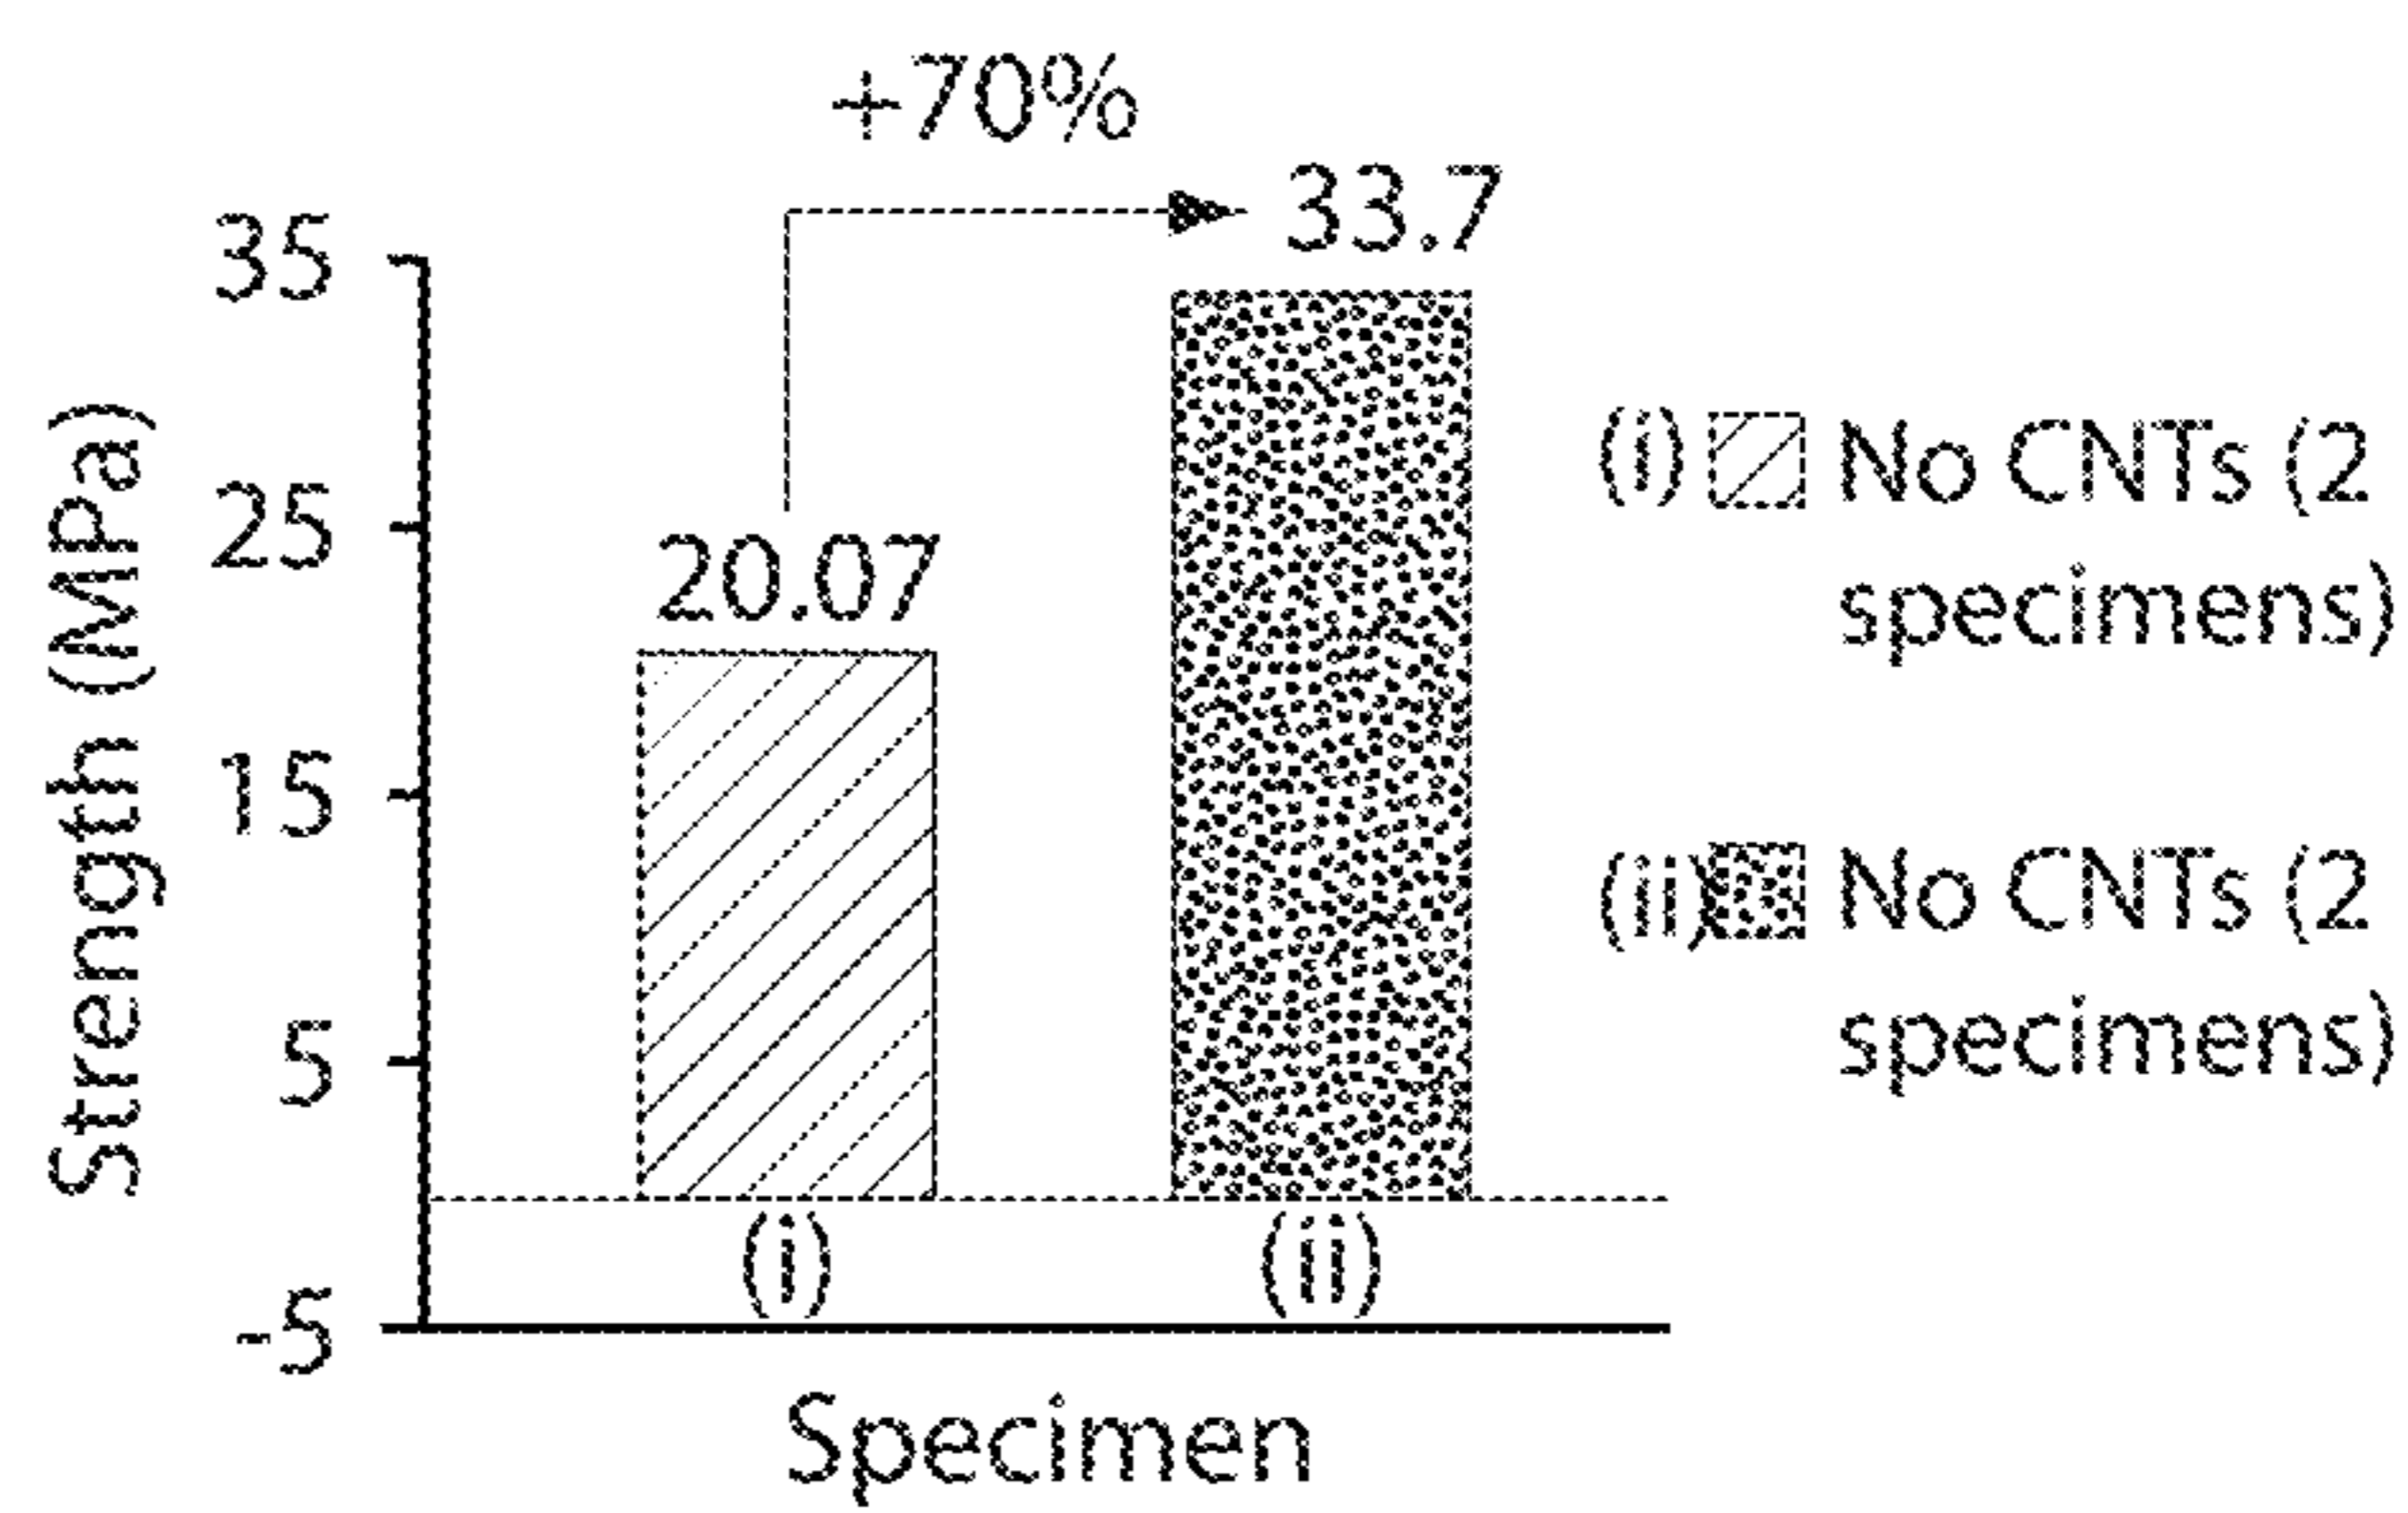 +70%
33.7
35
25
20.07
15
5
-5
Strength (MPa)
(i)
(ii)
Specimen
(i) No CNTs (2
specimens)
(ii) No CNTs (2
specimens)